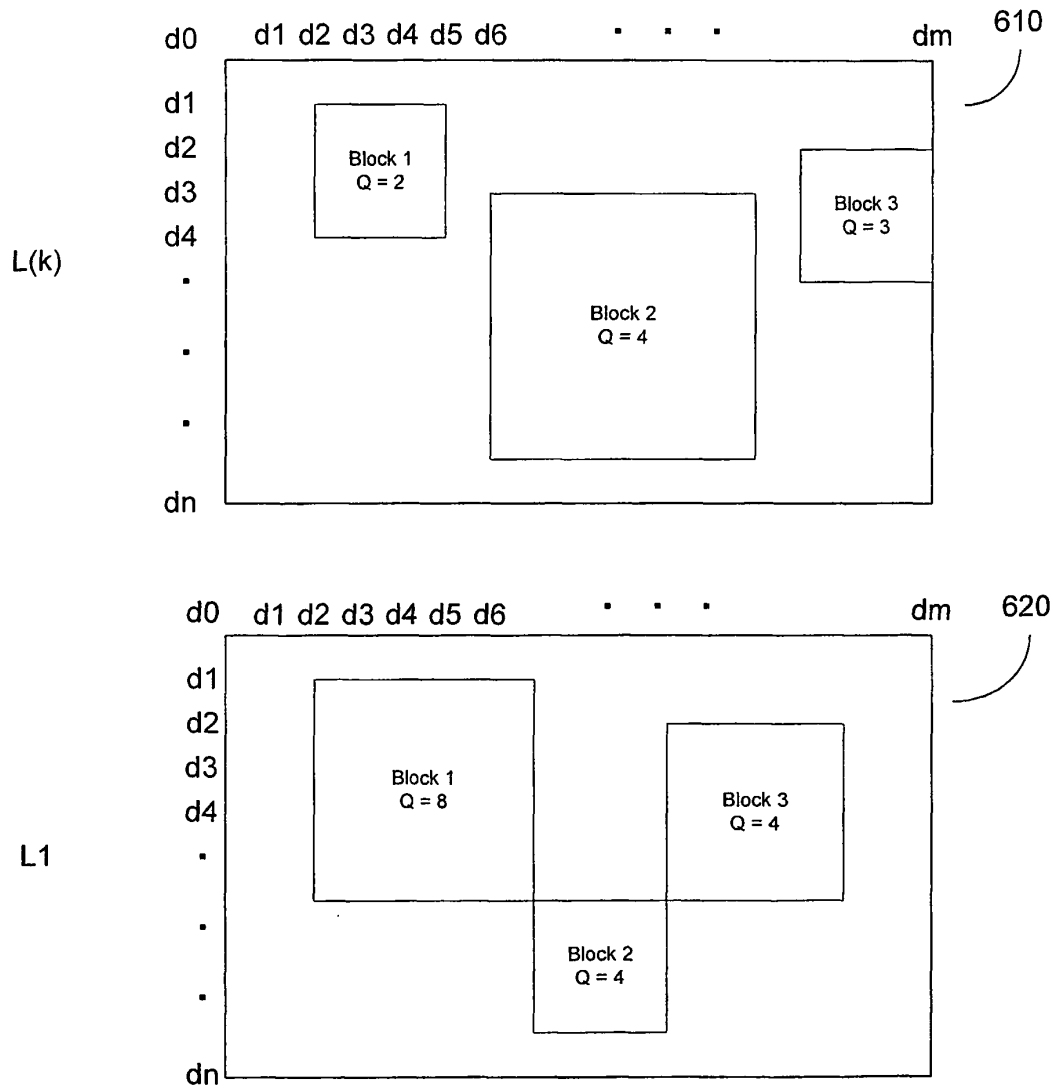 610
d0 d1 d2 d3 d4 d5 d6 . . . dm
d1
d2
d3
d4
.
.
.
dn
L(k)
Block 1
Q = 2
Block 2
Q = 4
Block 3
Q = 3
620
d0 d1 d2 d3 d4 d5 d6 . . . dm
d1
d2
d3
d4
.
.
.
dn
L1
Block 1
Q = 8
Block 3
Q = 4
Block 2
Q = 4